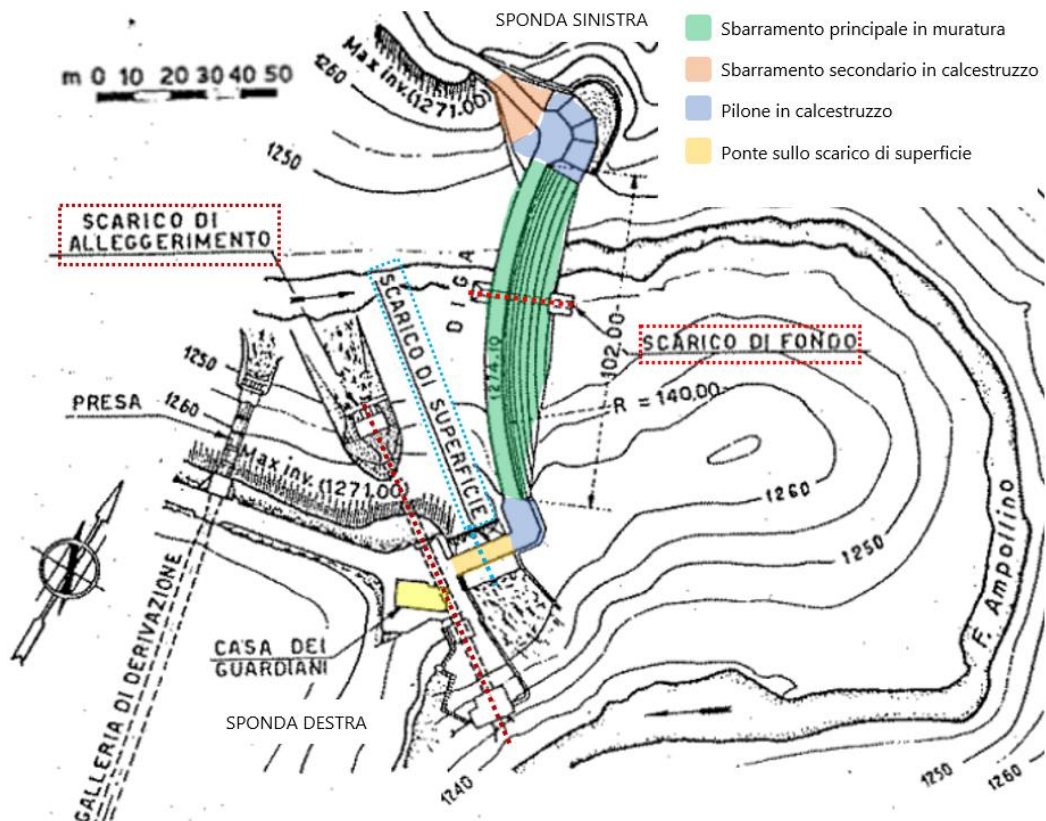 SPONDA SINISTRA
Sbarramento principale in muratura
Sbarramento secondario in calcestruzzo
Pilone in calcestruzzo
Ponte sullo scarico di superficie
m 0 10 20 30 40 50
1260
Max inv.(1271.00)
1250
SCARICO DI
ALLEGGERIMENTO
SCARICO DI SUPERFICIE
DIGA
1274.10
102.00
SCARICO DI FONDO
R = 140.00
1250
PRESA
1260
Max inv.(1271.00)
1260
1250
F. Ampollino
GALLERIA DI DERIVAZIONE
CASA DEI
GUARDIANI
SPONDA DESTRA
1240
1250
1260